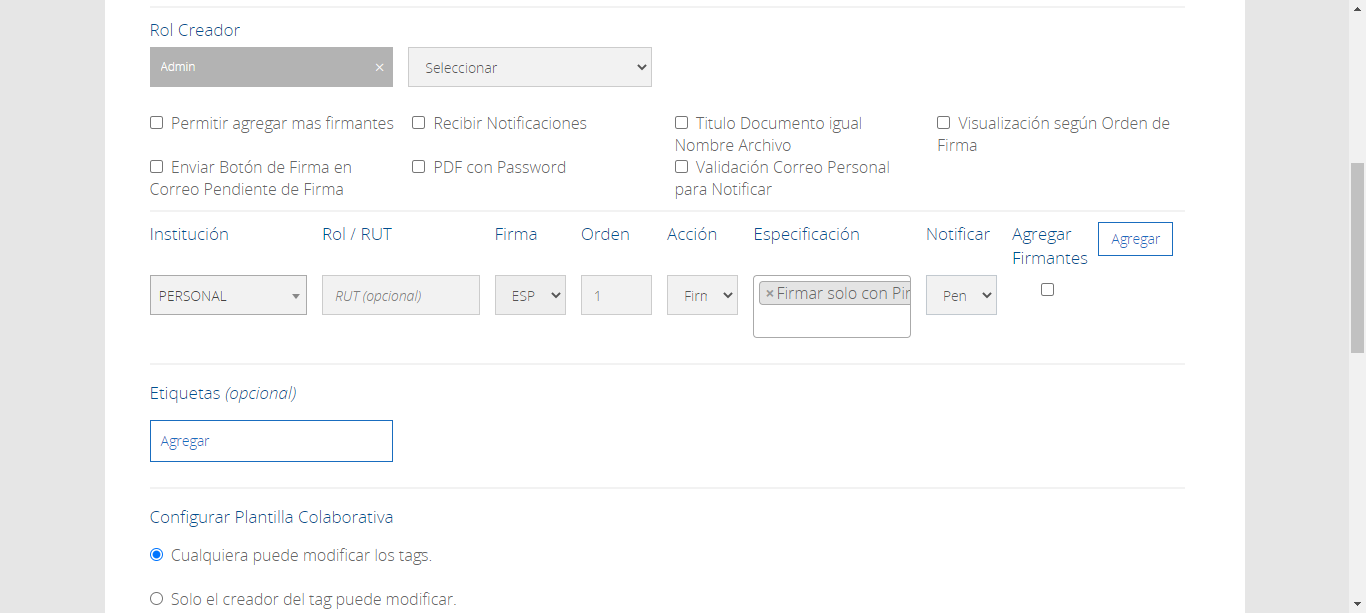 Rol Creador
Admin × Seleccionar
Permitir agregar mas firmantes Recibir Notificaciones Titulo Documento igual Nombre Archivo Visualización según Orden de Firma
Enviar Botón de Firma en Correo Pendiente de Firma PDF con Password Validación Correo Personal para Notificar
Institución Rol / RUT Firma Orden Acción Especificación Notificar Agregar Firmantes Agregar
PERSONAL RUT (opcional) ESP 1 Firn × Firmar solo con Pin Pen
Etiquetas (opcional)
Agregar
Configurar Plantilla Colaborativa
Cualquiera puede modificar los tags.
Solo el creador del tag puede modificar.